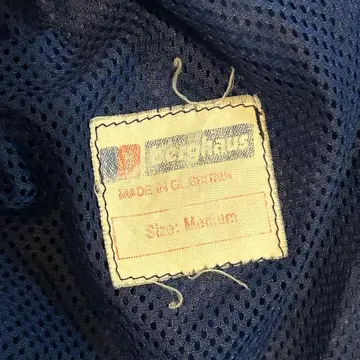 berghaus
MADE IN GT. BRITAIN
Size: Medium